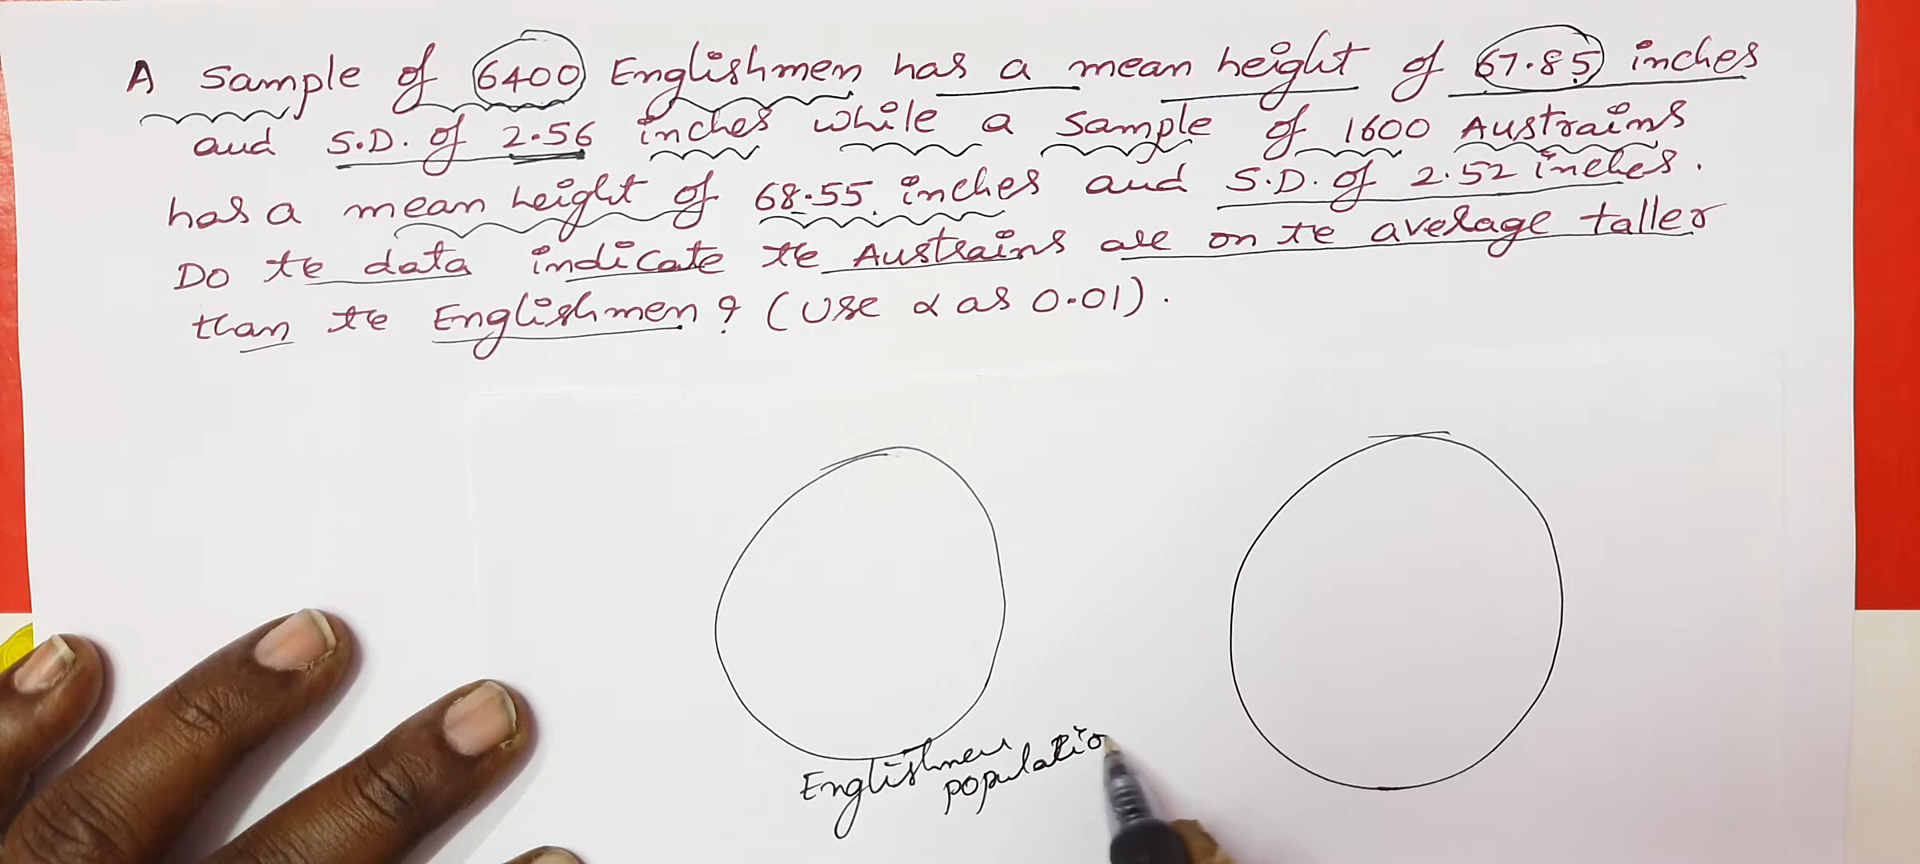 A sample of 6400 Englishmen has a mean height of 67.85 inches
and S.D. of 2.56 inches while a sample of 1600 Austrains
has a mean height of 68.55 inches and S.D. of 2.52 inches.
Do te data indicate te Austrains are on te average taller
than te Englishmen? (Use α as 0.01).
Englishmen
populatio